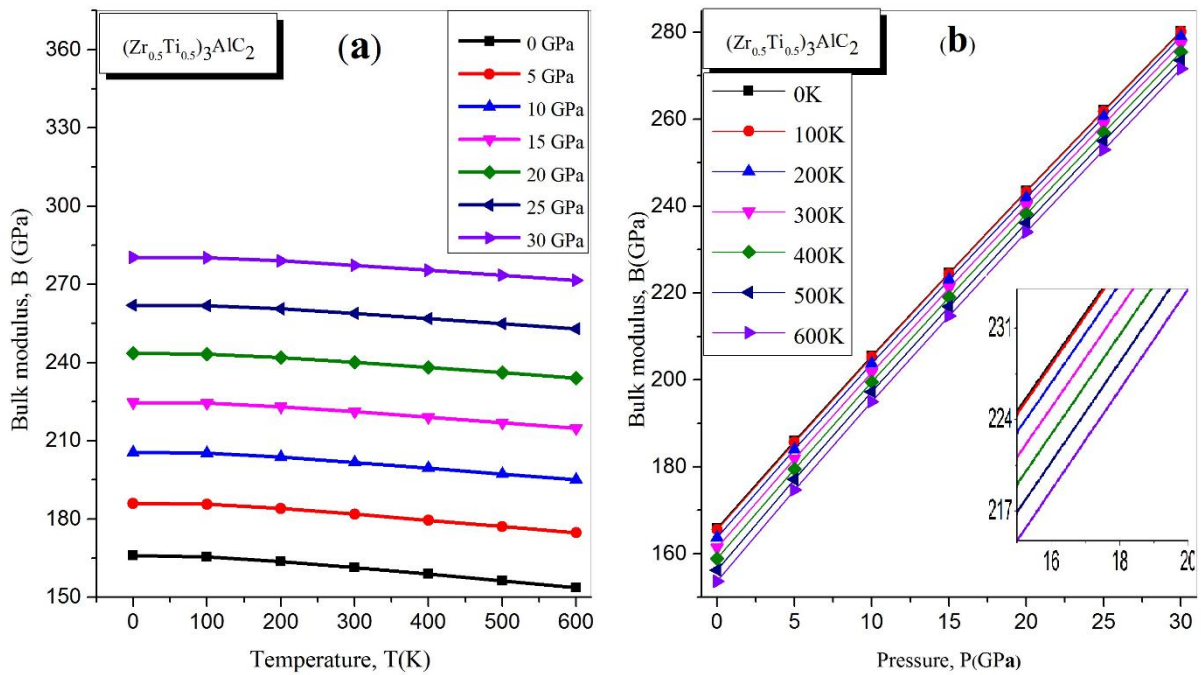 375
345
330
300
270
240
210
180
150
Bulk modulus, B (GPa)
(Zr0.5Ti0.5)3AlC2
(a)
0 GPa
5 GPa
10 GPa
15 GPa
20 GPa
25 GPa
30 GPa
0 100 200 300 400 500 600
Temperature, T(K)
280
260
240
220
200
180
160
Bulk modulus, B(GPa)
(Zr0.5Ti0.5)3AlC2
(b)
0K
100K
200K
300K
400K
500K
600K
231
224
217
16 18 20
0 5 10 15 20 25 30
Pressure, P(GPa)